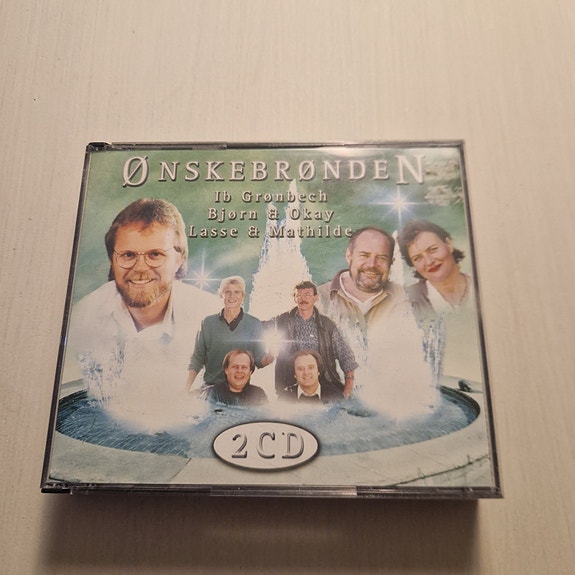 ØNSKEBRØNDEN
Ib Grønbech
Bjørn & Okay
Lasse & Mathilde
2CD